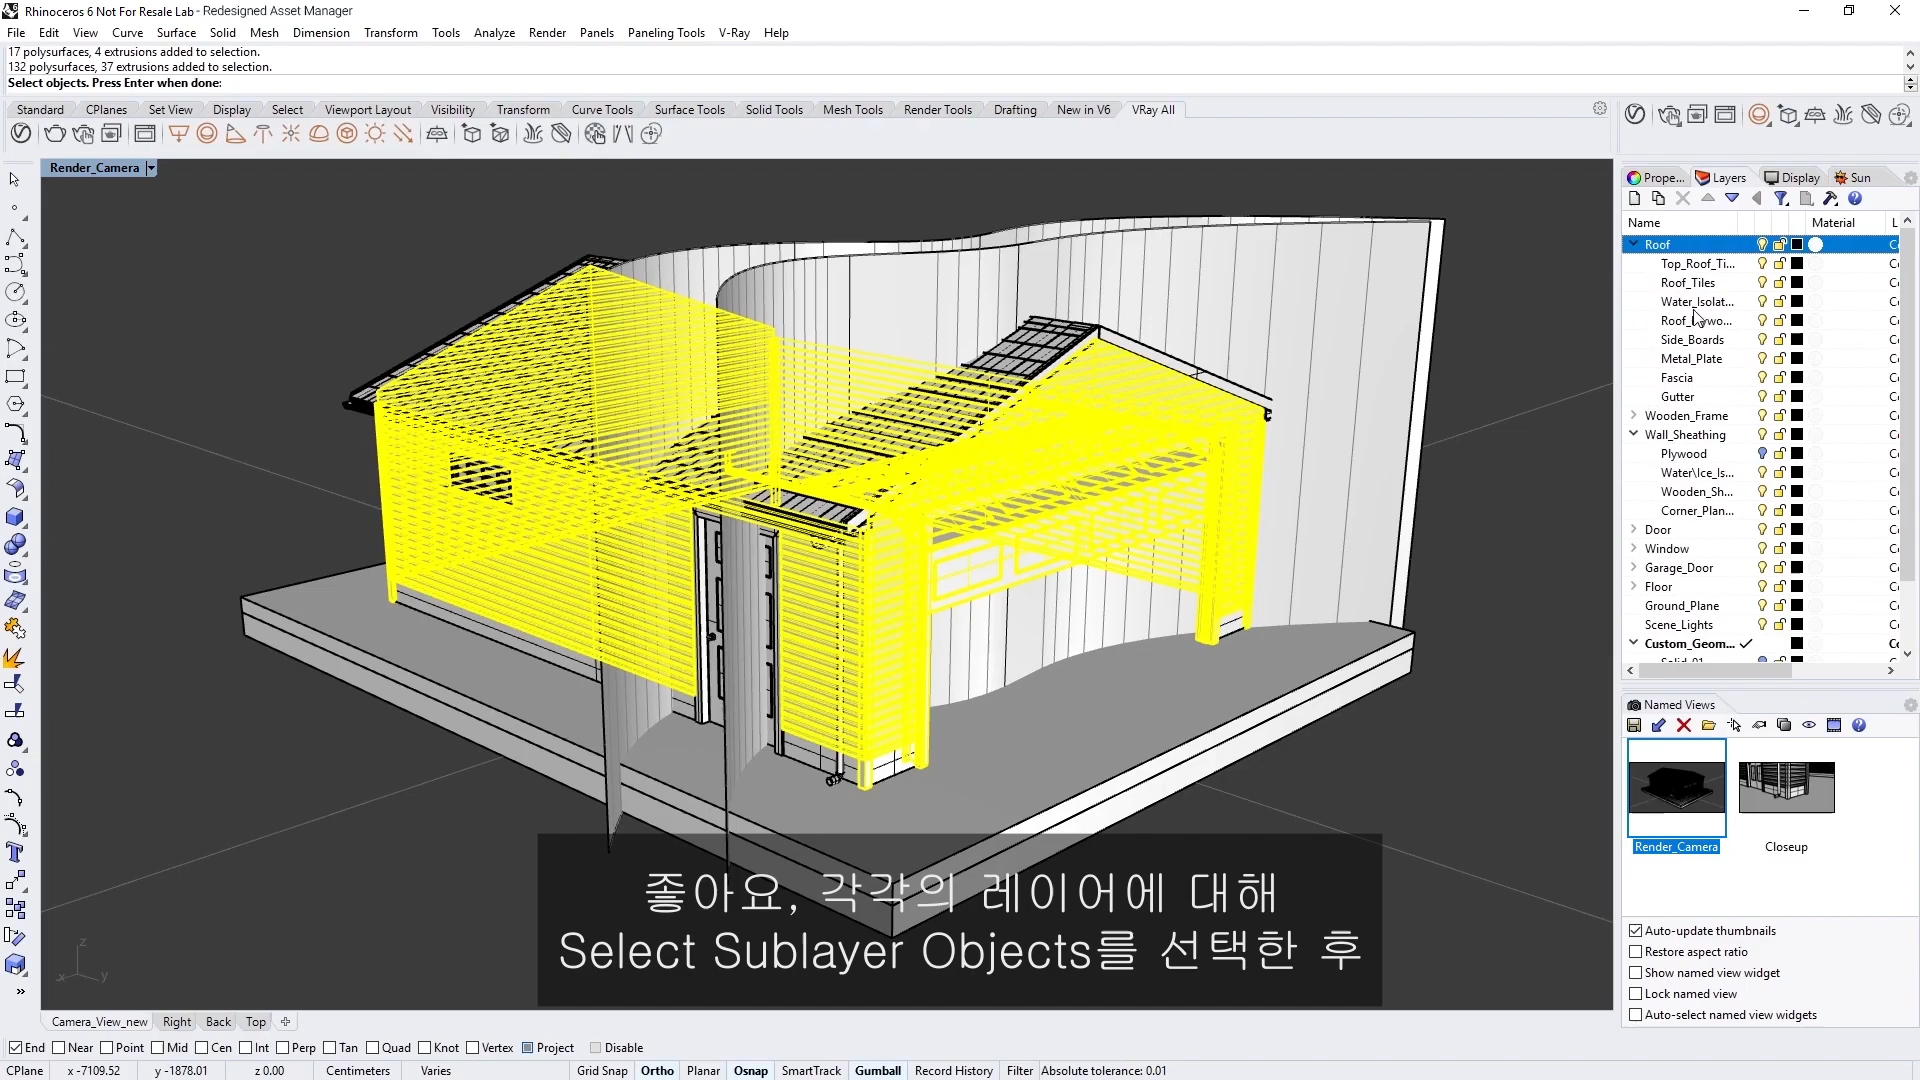 Rhinoceros 6 Not For Resale Lab - Redesigned Asset Manager
File Edit View Curve Surface Solid Mesh Dimension Transform Tools Analyze Render Panels Paneling Tools V-Ray Help
17 polysurfaces, 4 extrusions added to selection.
132 polysurfaces, 37 extrusions added to selection.
Select objects. Press Enter when done:
Standard CPlanes Set View Display Select Viewport Layout Visibility Transform Curve Tools Surface Tools Solid Tools Mesh Tools Render Tools Drafting New in V6 VRay All
Render_Camera
Prope... Layers Display Sun
Name Material L
Roof
Top_Roof_Ti...
Roof_Tiles
Water_Isolat...
Side_Boards
Metal_Plate
Fascia
Gutter
Wooden_Frame
Wall_Sheathing
Plywood
Water\Ice_Is...
Wooden_Sh...
Corner_Plan...
Door
Window
Garage_Door
Floor
Ground_Plane
Scene_Lights
Custom_Geom...
Named Views
Render_Camera Closeup
Auto-update thumbnails
Restore aspect ratio
Show named view widget
Lock named view
Auto-select named view widgets
좋아요, 각각의 레이어에 대해
Select Sublayer Objects를 선택한 후
z
x y
Camera_View_new Right Back Top
End Near Point Mid Cen Int Perp Tan Quad Knot Vertex Project Disable
CPlane x -7109.52 y -1878.01 z 0.00 Centimeters Varies Grid Snap Ortho Planar Osnap SmartTrack Gumball Record History Filter Absolute tolerance: 0.01